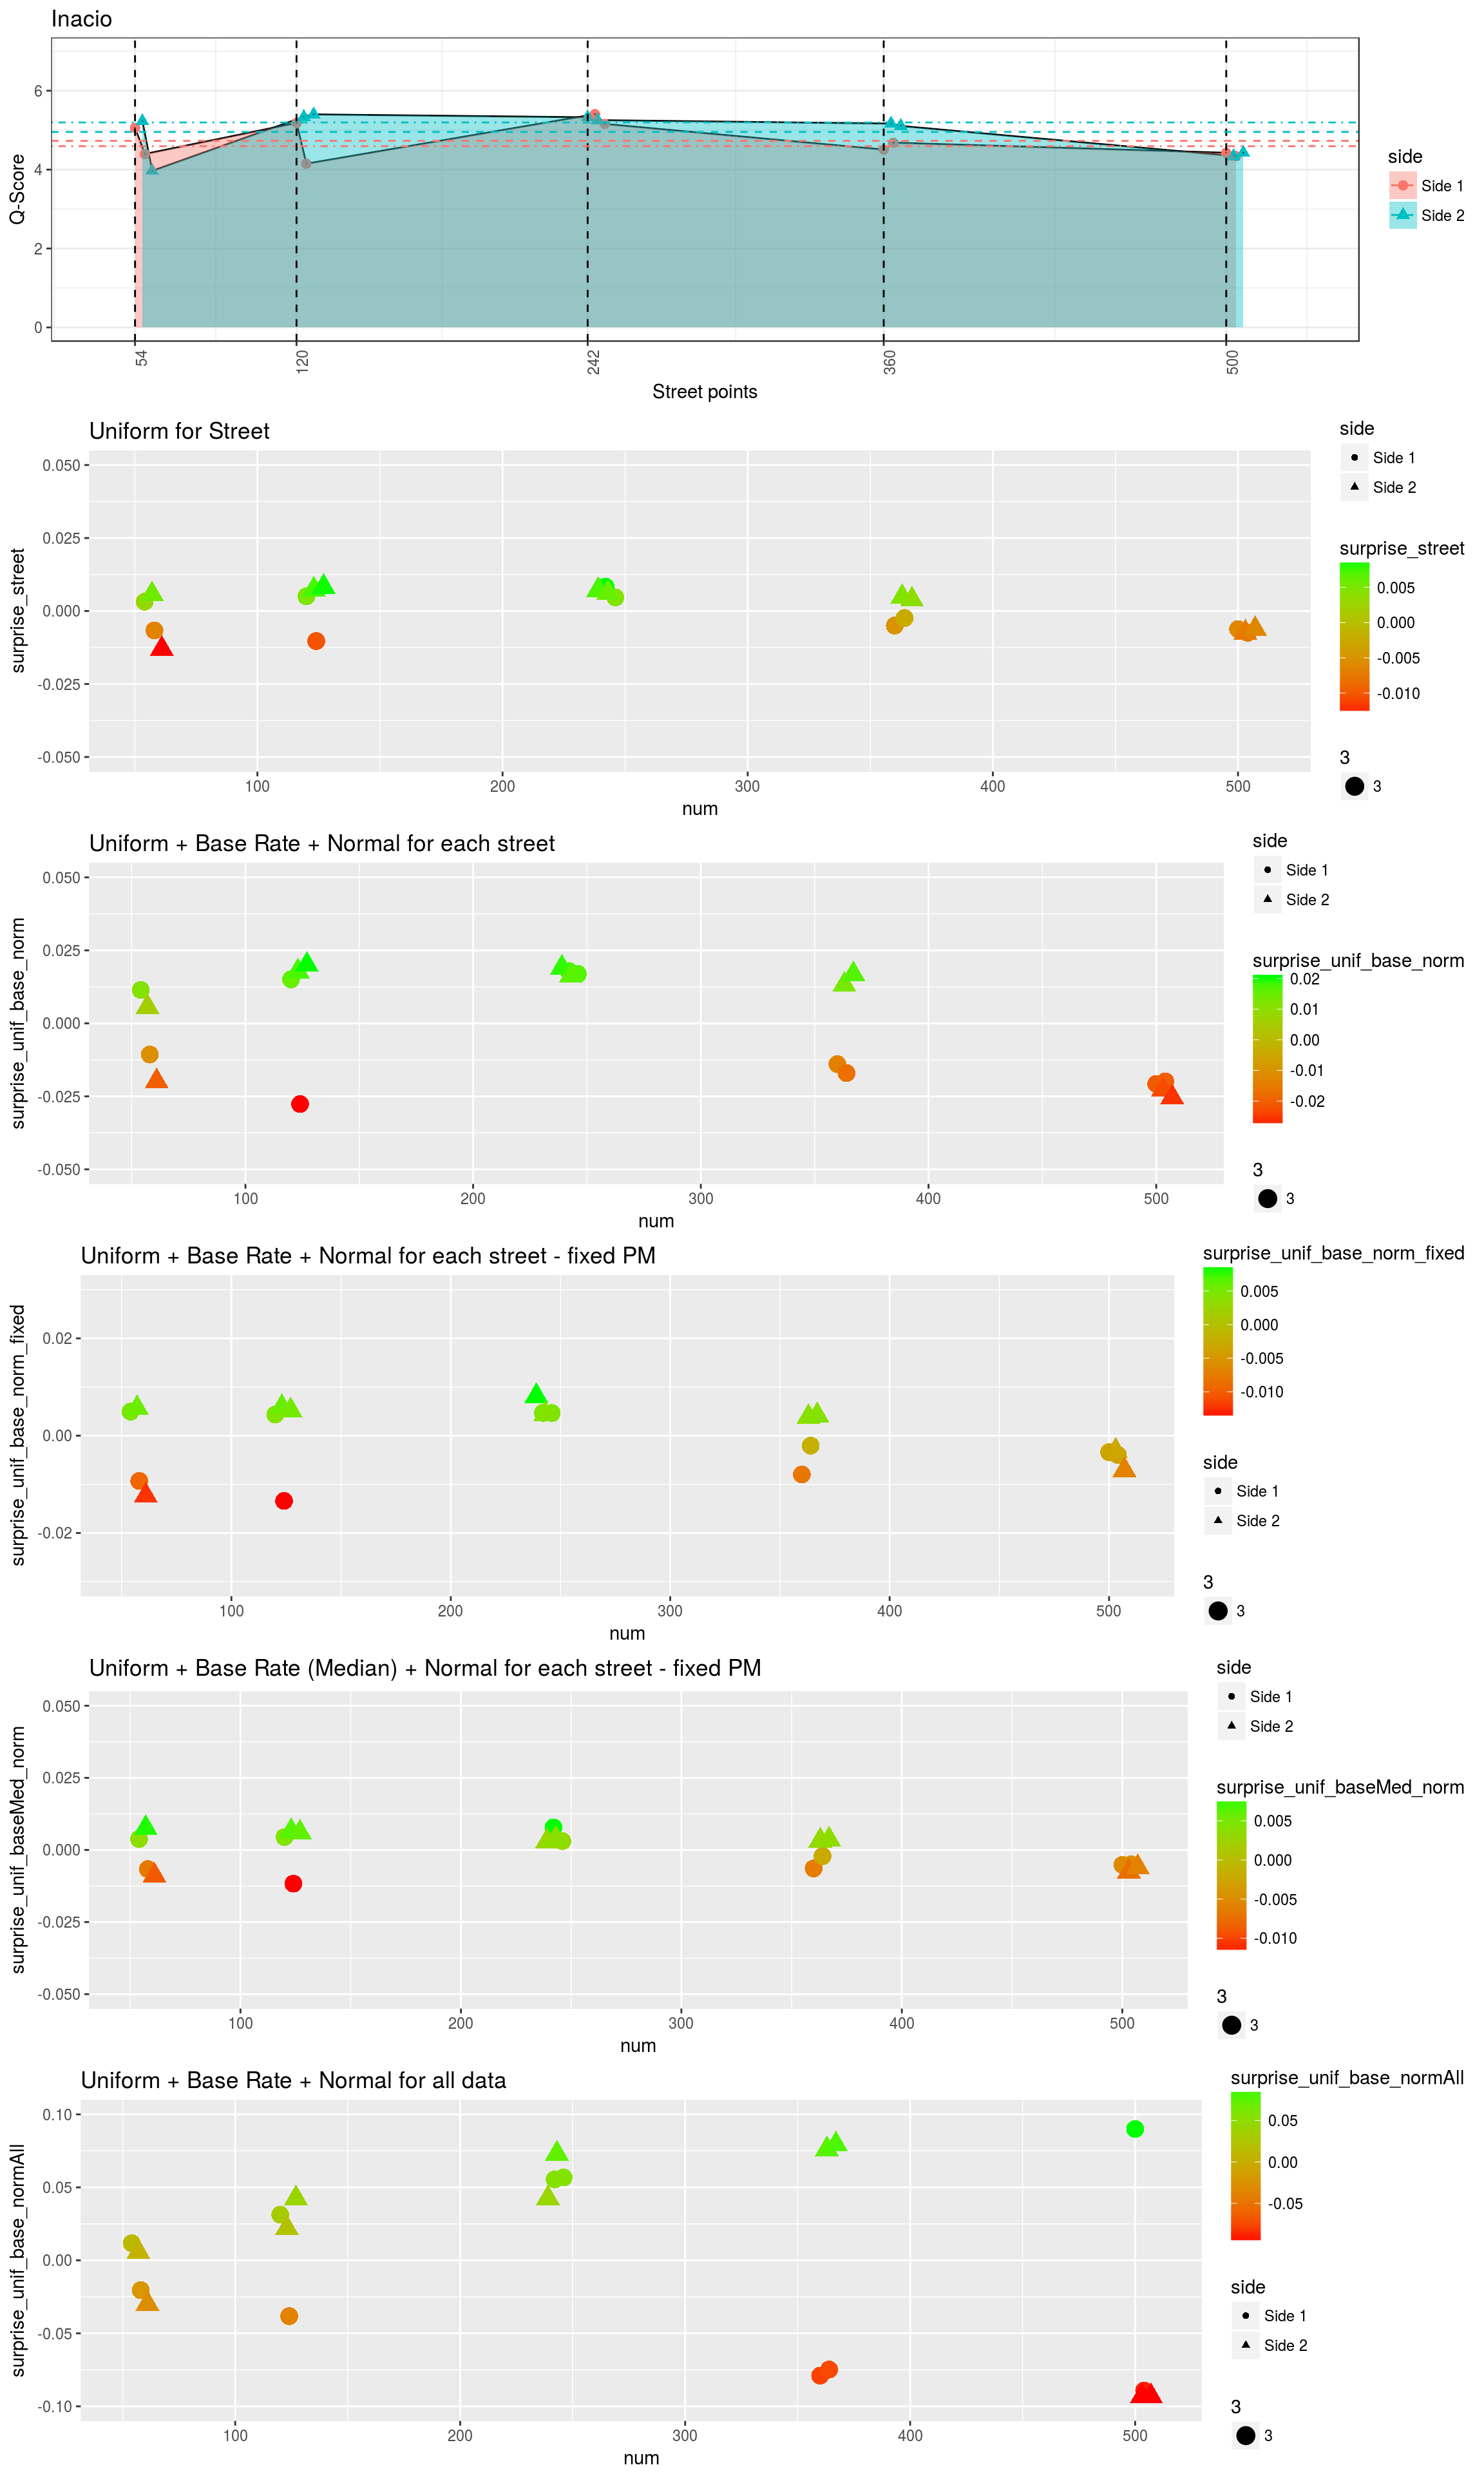 Inacio
6
4
2
0
Q-Score
54
120
242
360
500
Street points
side
Side 1
Side 2
Uniform for Street
0.050
0.025
0.000
-0.025
-0.050
surprise_street
100
200
300
400
500
num
side
Side 1
Side 2
surprise_street
0.005
0.000
-0.005
-0.010
3
3
Uniform + Base Rate + Normal for each street
0.050
0.025
0.000
-0.025
-0.050
surprise_unif_base_norm
100
200
300
400
500
num
side
Side 1
Side 2
surprise_unif_base_norm
0.02
0.01
0.00
-0.01
-0.02
3
3
Uniform + Base Rate + Normal for each street - fixed PM
0.02
0.00
-0.02
surprise_unif_base_norm_fixed
100
200
300
400
500
num
surprise_unif_base_norm_fixed
0.005
0.000
-0.005
-0.010
side
Side 1
Side 2
3
3
Uniform + Base Rate (Median) + Normal for each street - fixed PM
0.050
0.025
0.000
-0.025
-0.050
surprise_unif_baseMed_norm
100
200
300
400
500
num
side
Side 1
Side 2
surprise_unif_baseMed_norm
0.005
0.000
-0.005
-0.010
3
3
Uniform + Base Rate + Normal for all data
0.10
0.05
0.00
-0.05
-0.10
surprise_unif_base_normAll
100
200
300
400
500
num
surprise_unif_base_normAll
0.05
0.00
-0.05
side
Side 1
Side 2
3
3